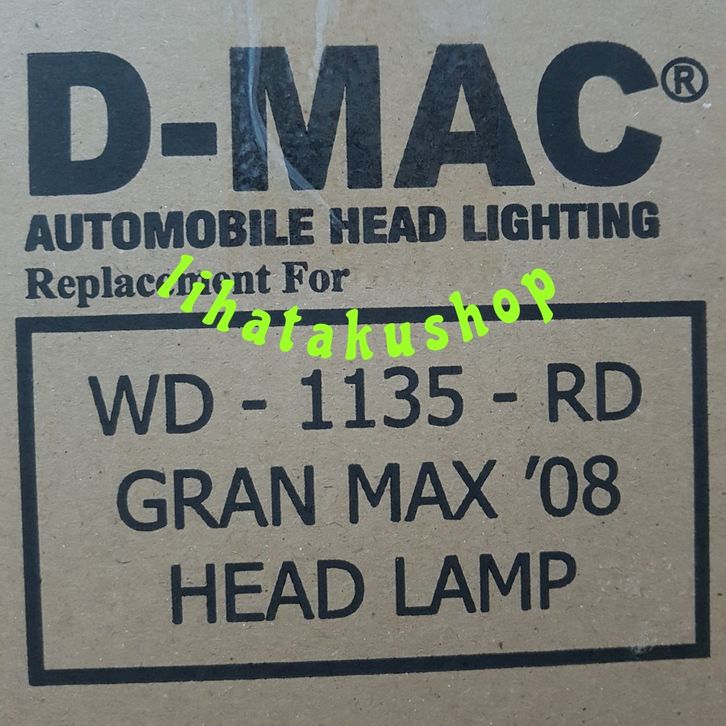 D-MAC®
AUTOMOBILE HEAD LIGHTING
Replacement For
lihatakushop
WD - 1135 - RD
GRAN MAX '08
HEAD LAMP